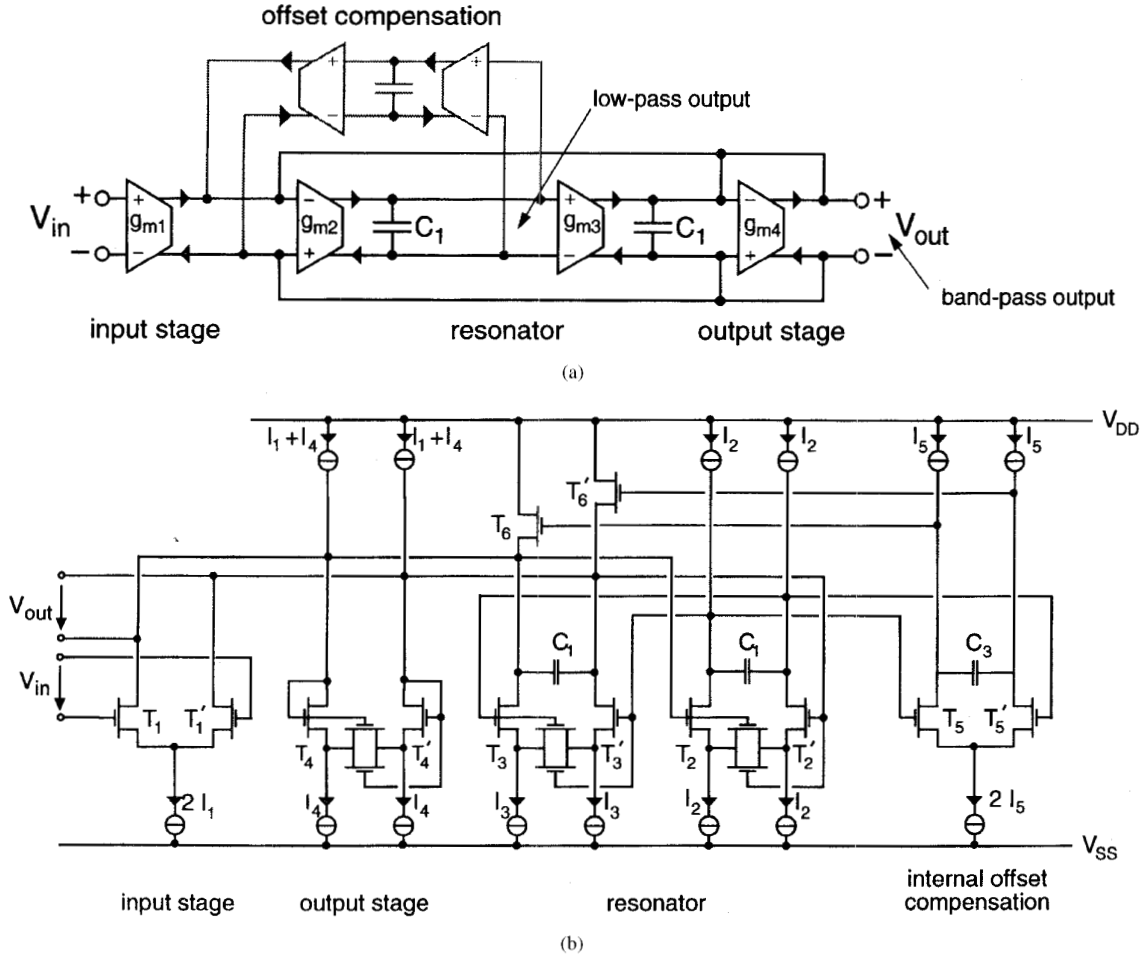 offset compensation
+ +
− −
low-pass output
+ + − + − +
V_in g_m1 g_m2 C_1 g_m3 C_1 g_m4 V_out
− − + − + −
band-pass output
input stage resonator output stage
(a)
V_DD
I_1+I_4 I_1+I_4 I_2 I_2 I_5 I_5
T_6'
T_6
V_out
C_1 C_1 C_3
V_in
T_1 T_1' T_4 T_4' T_3 T_3' T_2 T_2' T_5 T_5'
2 I_1 I_4 I_4 I_3 I_3 I_2 I_2 2 I_5
V_SS
input stage output stage resonator internal offset
compensation
(b)